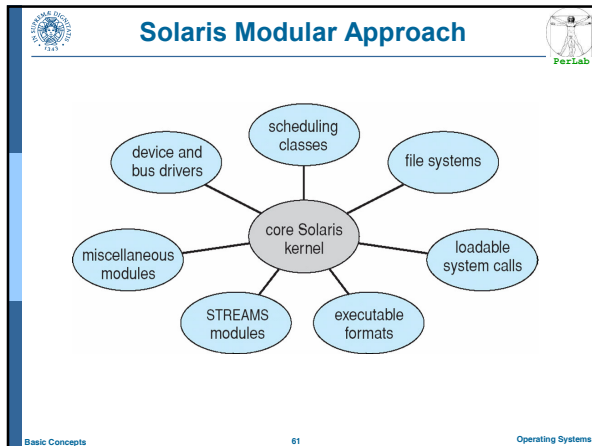 Solaris Modular Approach
PerLab
scheduling
classes
device and
bus drivers
file systems
core Solaris
kernel
miscellaneous
modules
loadable
system calls
STREAMS
modules
executable
formats
Basic Concepts
61
Operating Systems